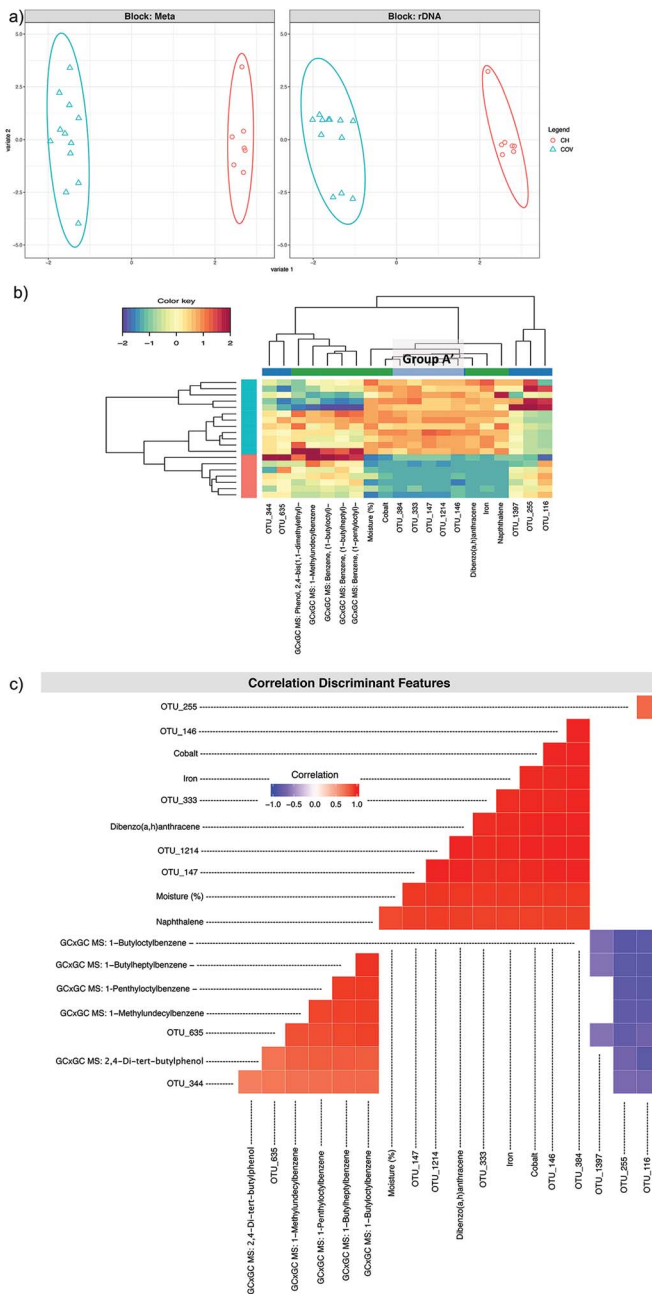 a)
Block: Meta
Block: rDNA
5.0
2.5
0.0
-2.5
-5.0
variate 2
-2
0
2
-2
0
2
variate 1
Legend
CH
COV
b)
Color key
-2 -1 0 1 2
Group A'
OTU_344
OTU_635
GCxGC MS: Phenol, 2,4-bis(1,1-dimethylethyl)-
GCxGC MS: 1-Methylundecylbenzene
GCxGC MS: Benzene, (1-butyloctyl)-
GCxGC MS: Benzene, (1-butylheptyl)-
GCxGC MS: Benzene, (1-pentyloctyl)-
Moisture (%)
Cobalt
OTU_384
OTU_333
OTU_147
OTU_1214
OTU_146
Dibenzo(a,h)anthracene
Iron
Napthhalene
OTU_1397
OTU_255
OTU_116
c)
Correlation Discriminant Features
OTU_255
OTU_146
Cobalt
Iron
OTU_333
Dibenzo(a,h)anthracene
OTU_1214
OTU_147
Moisture (%)
Naphthalene
GCxGC MS: 1-Butyloctylbenzene
GCxGC MS: 1-Butylheptylbenzene
GCxGC MS: 1-Penthyloctylbenzene
GCxGC MS: 1-Methylundecylbenzene
OTU_635
GCxGC MS: 2,4-Di-tert-butylphenol
OTU_344
Correlation
-1.0 -0.5 0.0 0.5 1.0
GCxGC MS: 2,4-Di-tert-butylphenol
OTU_635
GCxGC MS: 1-Methylundecylbenzene
GCxGC MS: 1-Penthyloctylbenzene
GCxGC MS: 1-Butylheptylbenzene
GCxGC MS: 1-Butyloctylbenzene
Moisture (%)
OTU_147
OTU_1214
Dibenzo(a,h)anthracene
OTU_333
Iron
Cobalt
OTU_146
OTU_384
OTU_1397
OTU_255
OTU_116